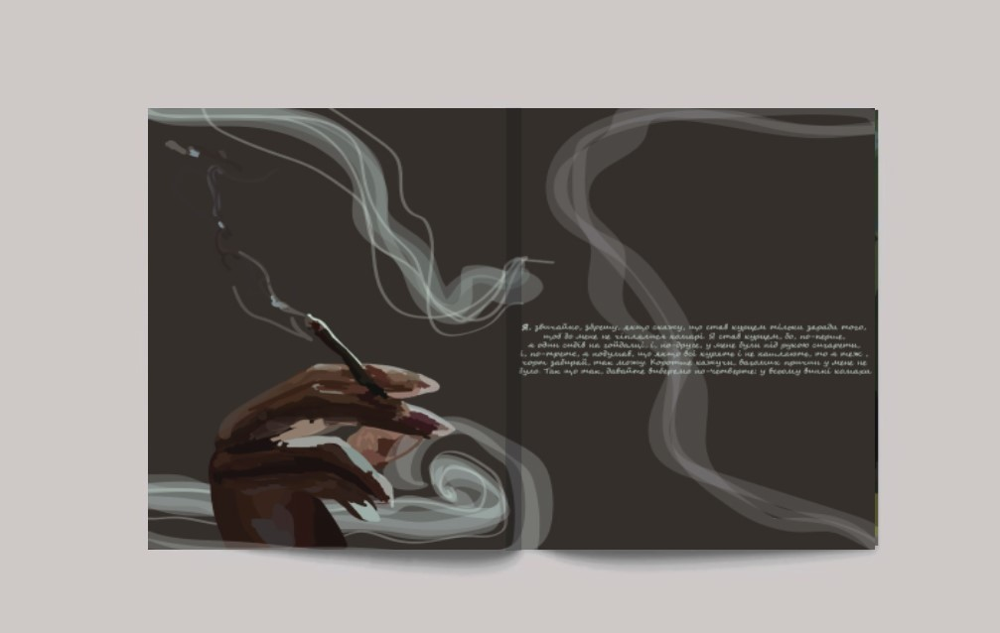 Я, звичайно, збрешу, якщо скажу, що став курцем тільки заради того,
щоб до мене не чіплялися комарі. Я став курцем, бо, по-перше,
я один сидів на гойдалці, і, по-друге, у мене були під рукою сигарети,
і, по-третє, я подумав, що якщо всі курять і не кашляють, то я теж,
чорт забирай, так можу. Коротше кажучи, вагомих причин у мене не
було. Так що так, давайте виберемо по-четверте: у всьому винні комахи.